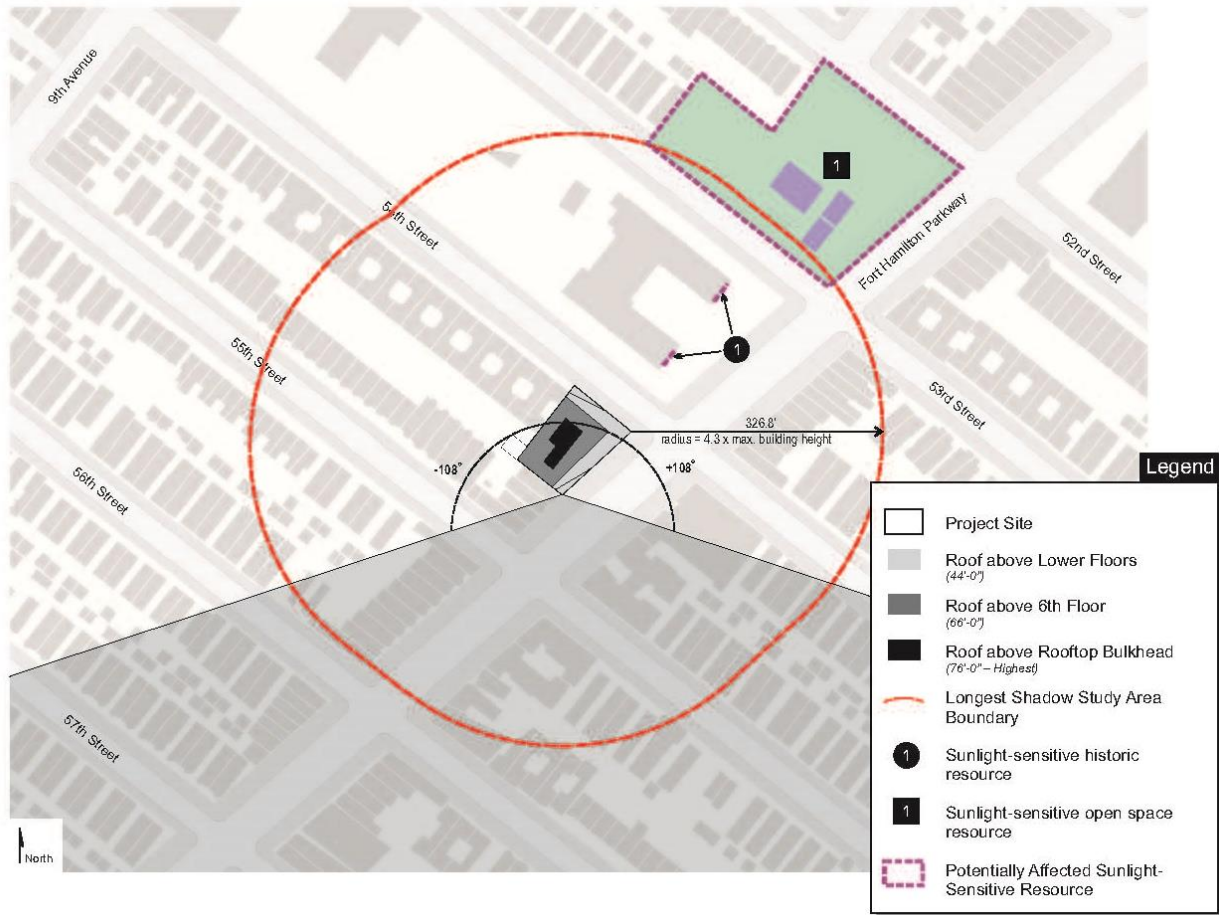 9th Avenue
1
Fort Hamilton Parkway
52nd Street
54th Street
1
55th Street
53rd Street
326.8'
radius = 4.3 x max. building height
-108°
+108°
56th Street
57th Street
North
Legend
Project Site
Roof above Lower Floors
(44'-0")
Roof above 6th Floor
(66'-0")
Roof above Rooftop Bulkhead
(76'-0" – Highest)
Longest Shadow Study Area
Boundary
1
Sunlight-sensitive historic
resource
1
Sunlight-sensitive open space
resource
Potentially Affected Sunlight-
Sensitive Resource